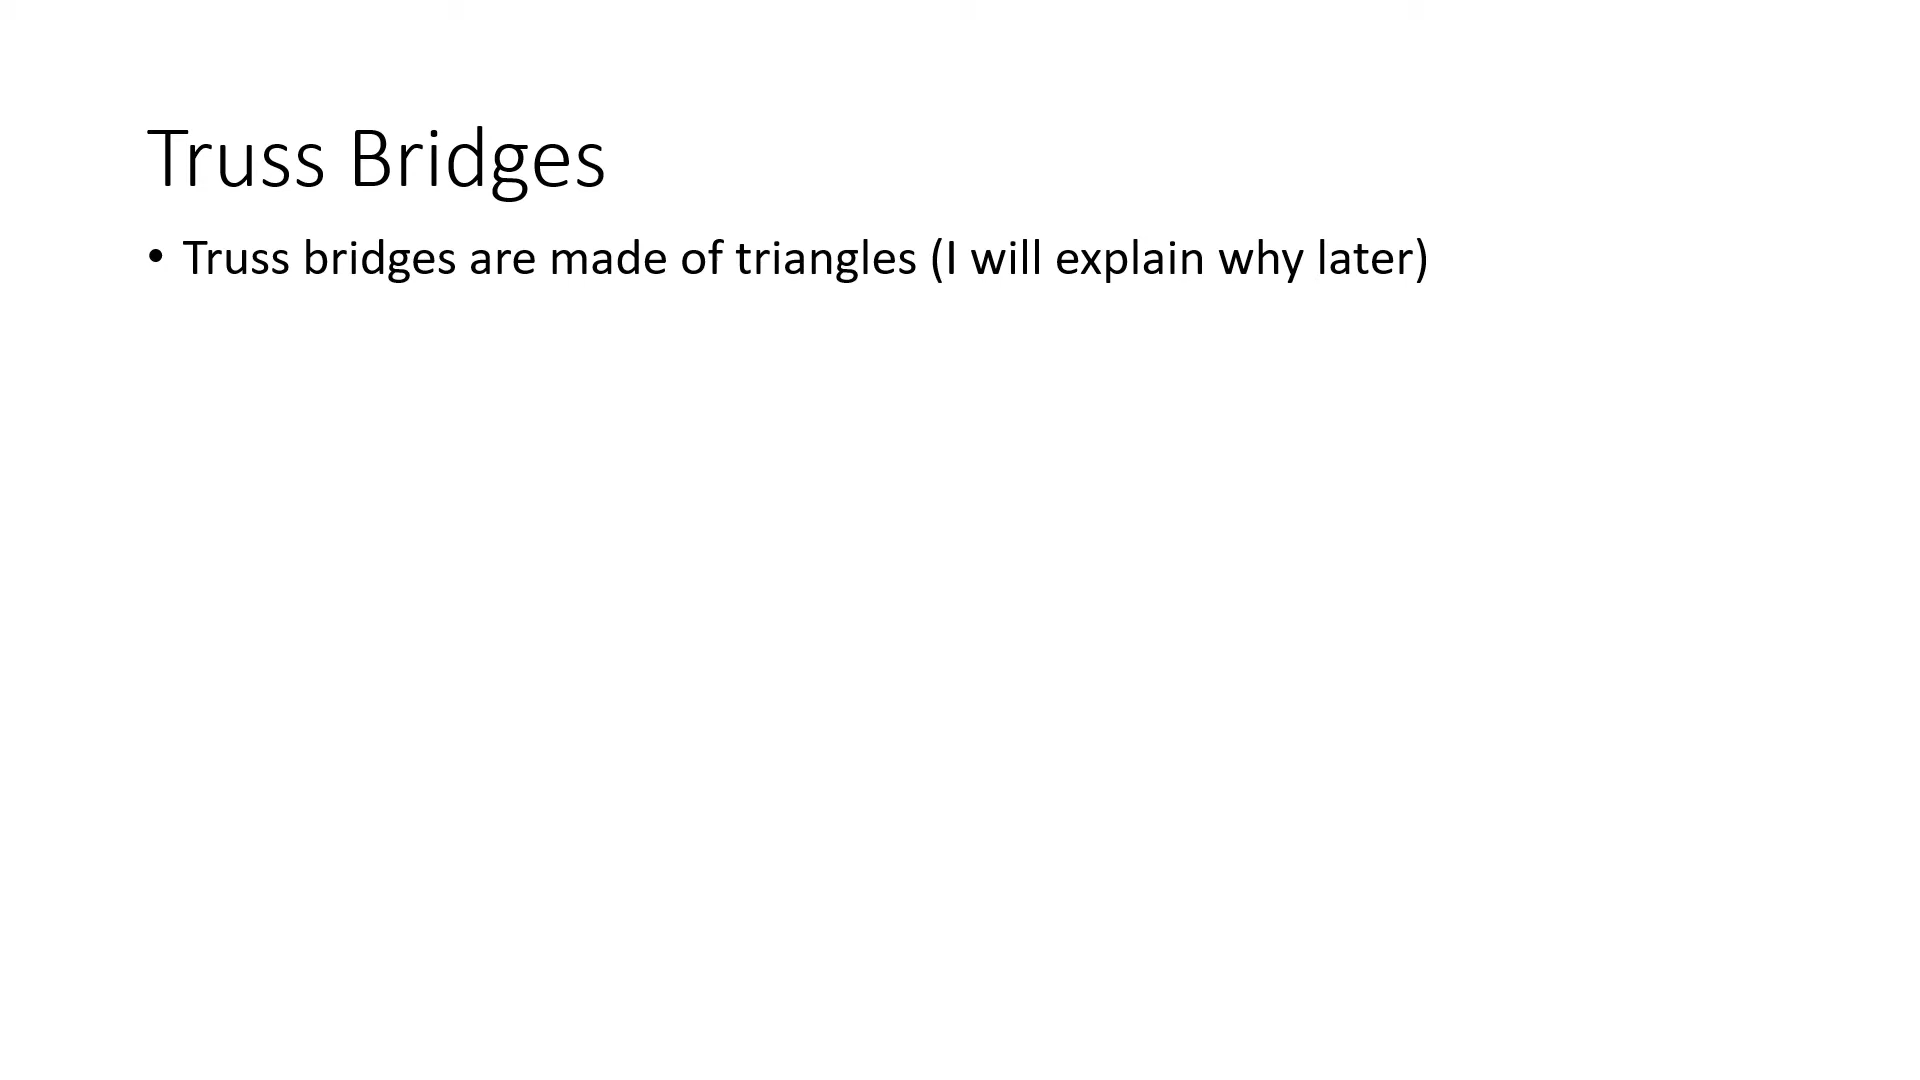 Truss Bridges
• Truss bridges are made of triangles (I will explain why later)